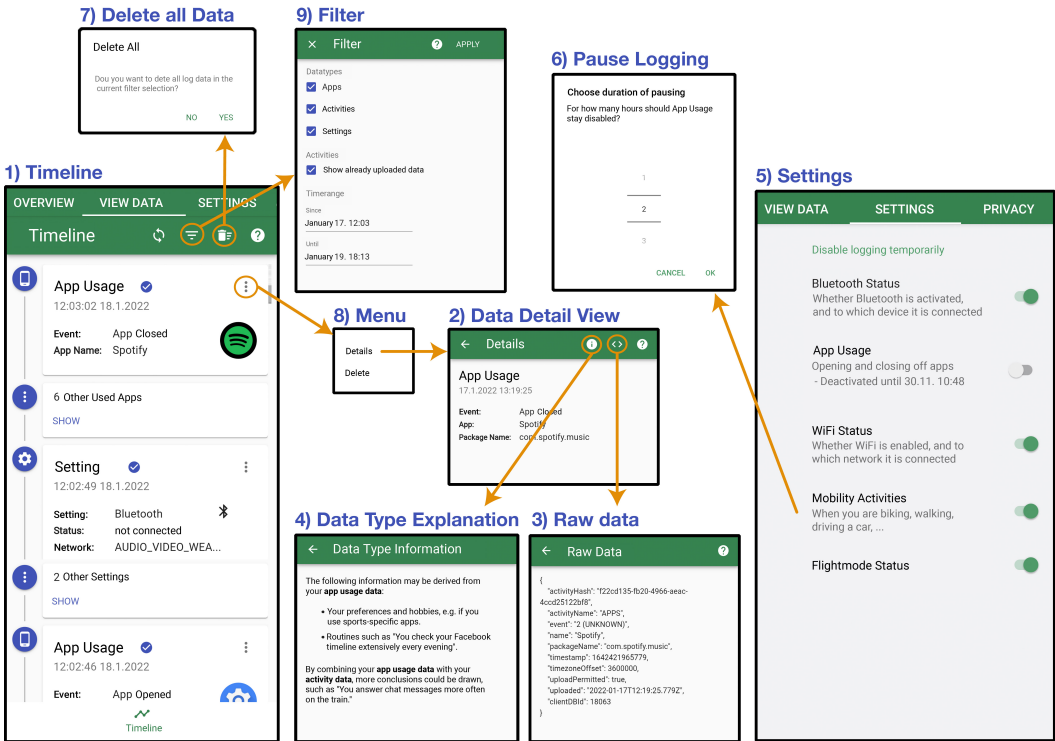 7) Delete all Data
Delete All
Dou you want to dete all log data in the
current filter selection?
NO YES
9) Filter
Filter ? APPLY
Datatypes
Apps
Activities
Settings
Activities
Show already uploaded data
Timerange
Since
January 17. 12:03
Until
January 19. 18:13
6) Pause Logging
Choose duration of pausing
For how many hours should App Usage
stay disabled?
1
2
3
CANCEL OK
1) Timeline
OVERVIEW VIEW DATA SETTINGS
Timeline ?
App Usage
12:03:02 18.1.2022
Event: App Closed
App Name: Spotify
6 Other Used Apps
SHOW
Setting
12:02:49 18.1.2022
Setting: Bluetooth
Status: not connected
Network: AUDIO_VIDEO_WEA...
2 Other Settings
SHOW
App Usage
12:02:46 18.1.2022
Event: App Opened
Timeline
8) Menu
Details
Delete
2) Data Detail View
Details ?
App Usage
17.1.2022 13:19:25
Event: App Closed
App: Spotify
Package Name: com.spotify.music
4) Data Type Explanation
Data Type Information
The following information may be derived from
your app usage data:
• Your preferences and hobbies, e.g. if you
use sports-specific apps.
• Routines such as "You check your Facebook
timeline extensively every evening".
By combining your app usage data with your
activity data, more conclusions could be drawn,
such as "You answer chat messages more often
on the train."
3) Raw data
Raw Data ?
{
"activityHash": "f22cd135-fb20-4966-aeac-
4ccd25122bf8",
"activityName": "APPS",
"event": "2 (UNKNOWN)",
"name": "Spotify",
"packageName": "com.spotify.music",
"timestamp": 1642421965779,
"timezoneOffset": 3600000,
"uploadPermitted": true,
"uploaded": "2022-01-17T12:19:25.779Z",
"clientDBId": 18063
}
5) Settings
VIEW DATA SETTINGS PRIVACY
Disable logging temporarily
Bluetooth Status
Whether Bluetooth is activated,
and to which device it is connected
App Usage
Opening and closing off apps
- Deactivated until 30.11. 10:48
WiFi Status
Whether WiFi is enabled, and to
which network it is connected
Mobility Activities
When you are biking, walking,
driving a car, ...
Flightmode Status